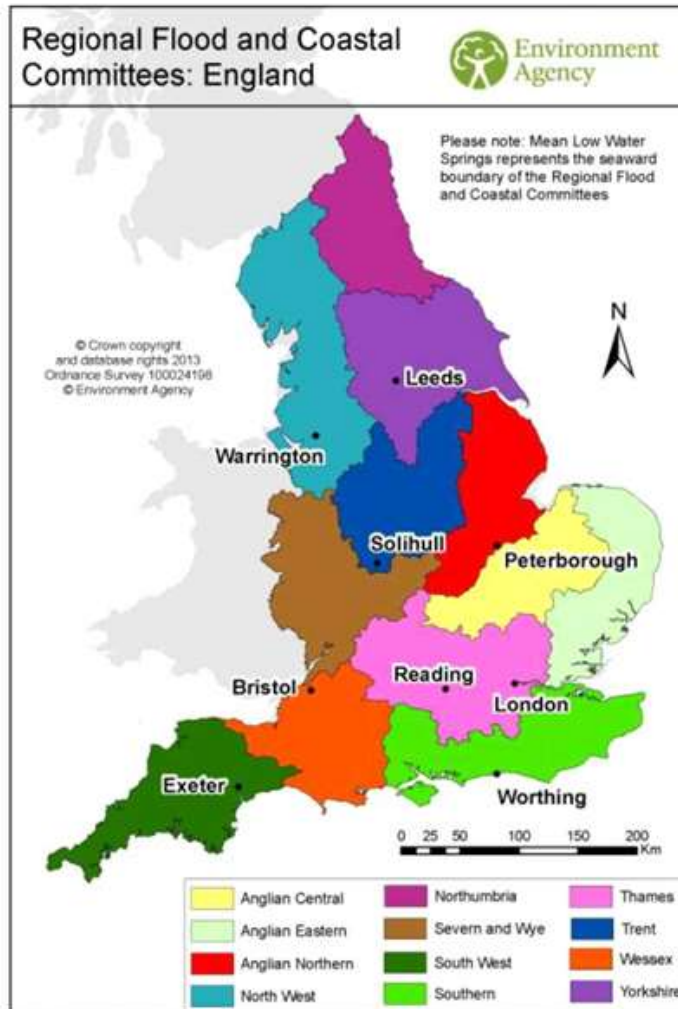 Regional Flood and Coastal
Committees: England
Environment
Agency
Please note: Mean Low Water
Springs represents the seaward
boundary of the Regional Flood
and Coastal Committees
N
© Crown copyright
and database rights 2013
Ordnance Survey 100024198
© Environment Agency
Leeds
Warrington
Solihull
Peterborough
Bristol
Reading
London
Exeter
Worthing
0 25 50 100 150 200
Km
Anglian Central
Anglian Eastern
Anglian Northern
North West
Northumbria
Severn and Wye
South West
Southern
Thames
Trent
Wessex
Yorkshire